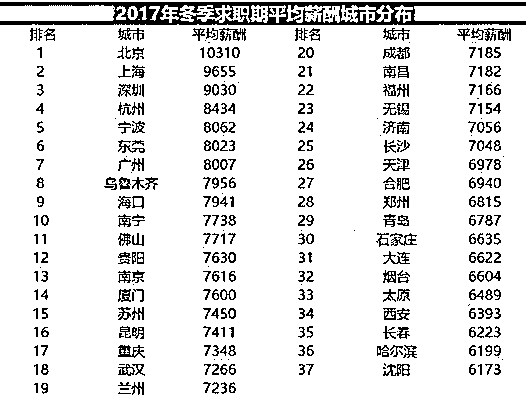 2017年冬季求职期平均薪酬城市分布
排名 城市 平均薪酬 排名 城市 平均薪酬
1 北京 10310 20 成都 7185
2 上海 9655 21 南昌 7182
3 深圳 9030 22 福州 7166
4 杭州 8434 23 无锡 7154
5 宁波 8062 24 济南 7056
6 东莞 8023 25 长沙 7048
7 广州 8007 26 天津 6978
8 乌鲁木齐 7956 27 合肥 6940
9 海口 7941 28 郑州 6815
10 南宁 7738 29 青岛 6787
11 佛山 7717 30 石家庄 6635
12 贵阳 7630 31 大连 6622
13 南京 7616 32 烟台 6604
14 厦门 7600 33 太原 6489
15 苏州 7450 34 西安 6393
16 昆明 7411 35 长春 6223
17 重庆 7348 36 哈尔滨 6199
18 武汉 7266 37 沈阳 6173
19 兰州 7236